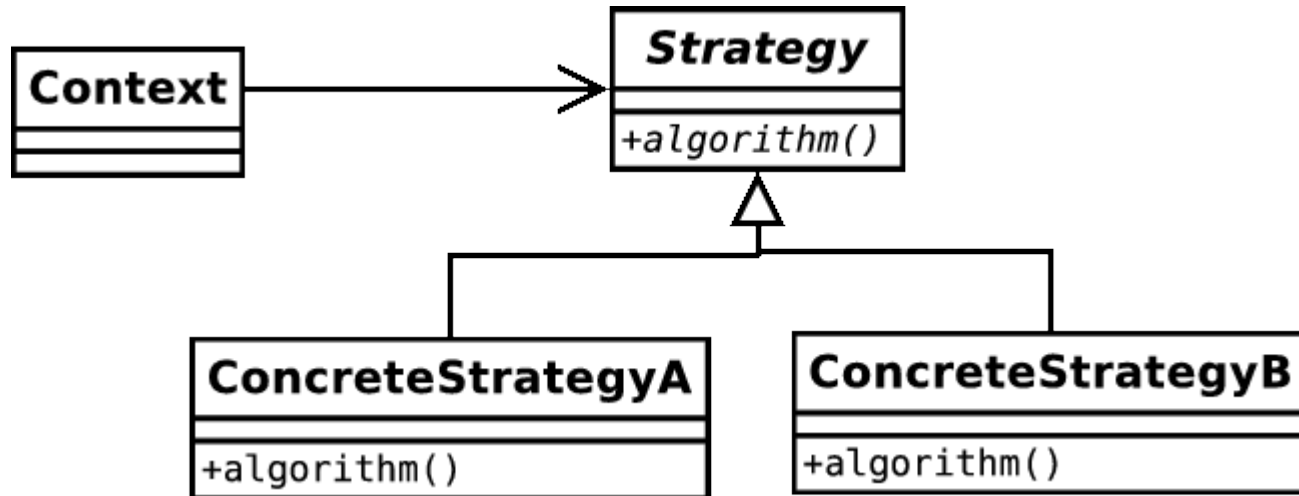 Context
Strategy
+algorithm()
ConcreteStrategyA
+algorithm()
ConcreteStrategyB
+algorithm()